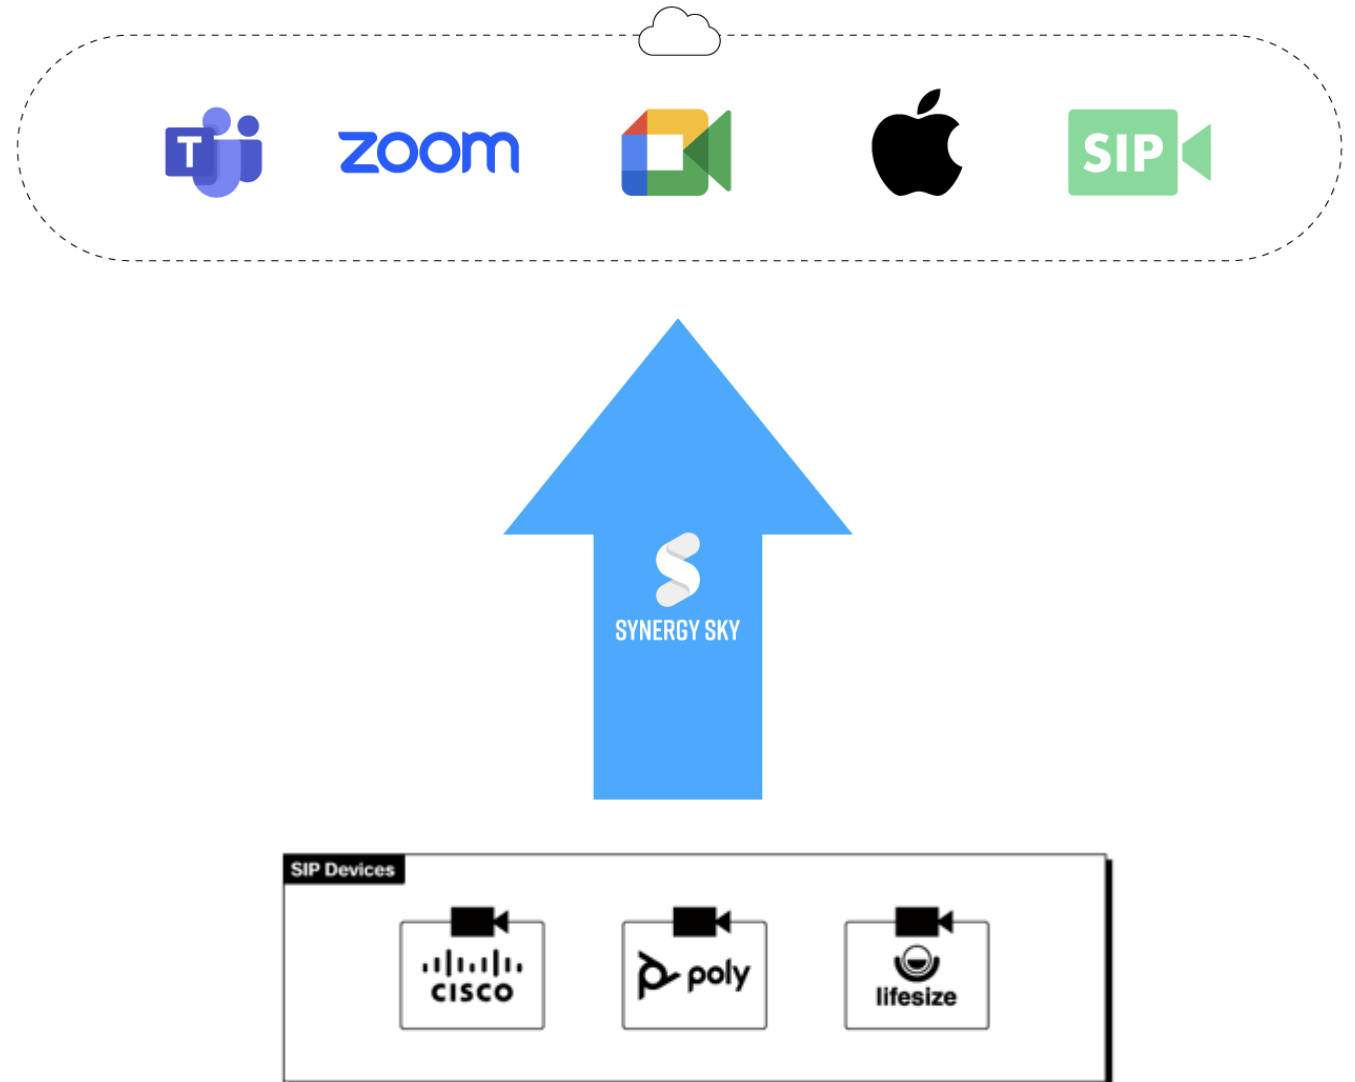 T
zoom
SIP
SYNERGY SKY
SIP Devices
CISCO
poly
lifesize